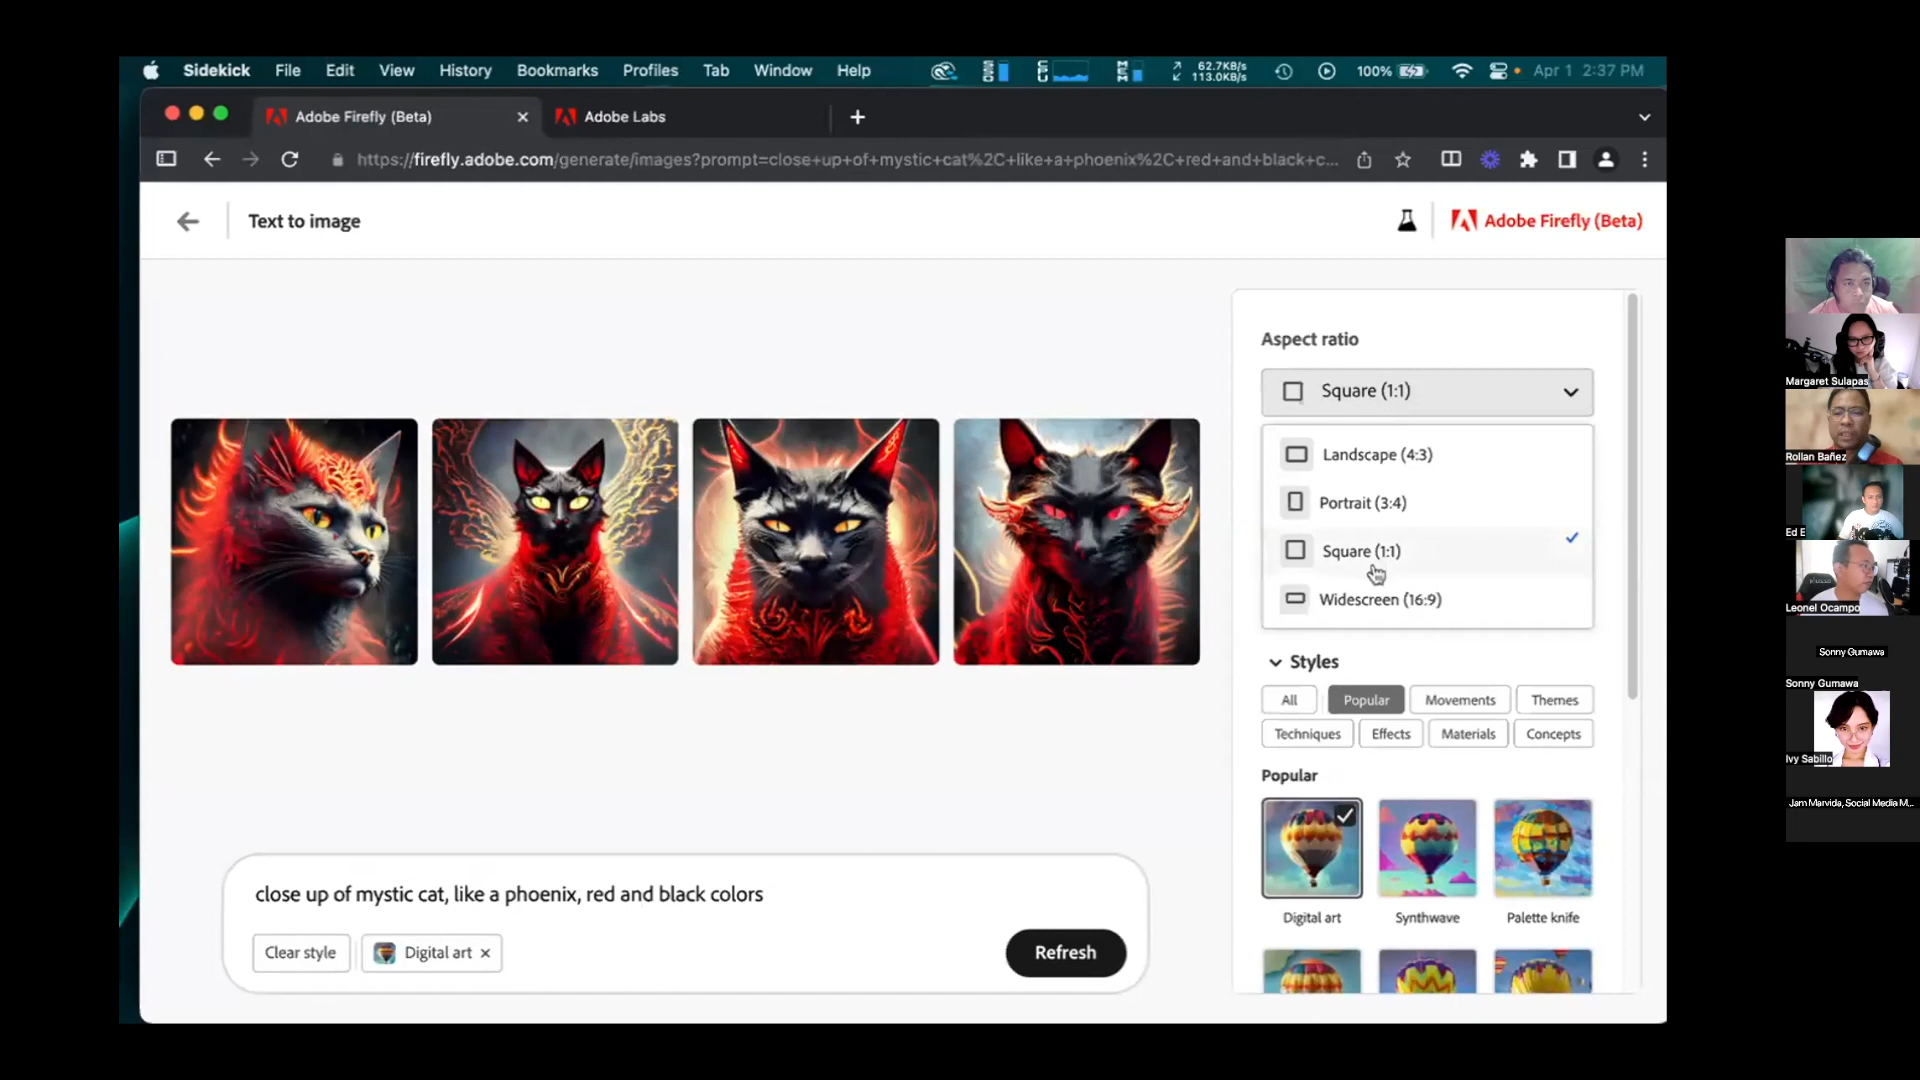 Sidekick File Edit View History Bookmarks Profiles Tab Window Help 62.7KB/s 113.0KB/s 100% Apr 1 2:37 PM
Adobe Firefly (Beta) Adobe Labs
https://firefly.adobe.com/generate/images?prompt=close+up+of+mystic+cat%2C+like+a+phoenix%2C+red+and+black+c...
Text to image
Adobe Firefly (Beta)
Aspect ratio
Square (1:1)
Landscape (4:3)
Portrait (3:4)
Square (1:1)
Widescreen (16:9)
Styles
All Popular Movements Themes
Techniques Effects Materials Concepts
Popular
Digital art Synthwave Palette knife
close up of mystic cat, like a phoenix, red and black colors
Clear style Digital art
Refresh
Margaret Sulapas
Rollan Bañez
Ed E
Leonel Ocampo
Sonny Gumawa
Sonny Gumawa
Ivy Sabillo
Jam Marvida, Social Media M...